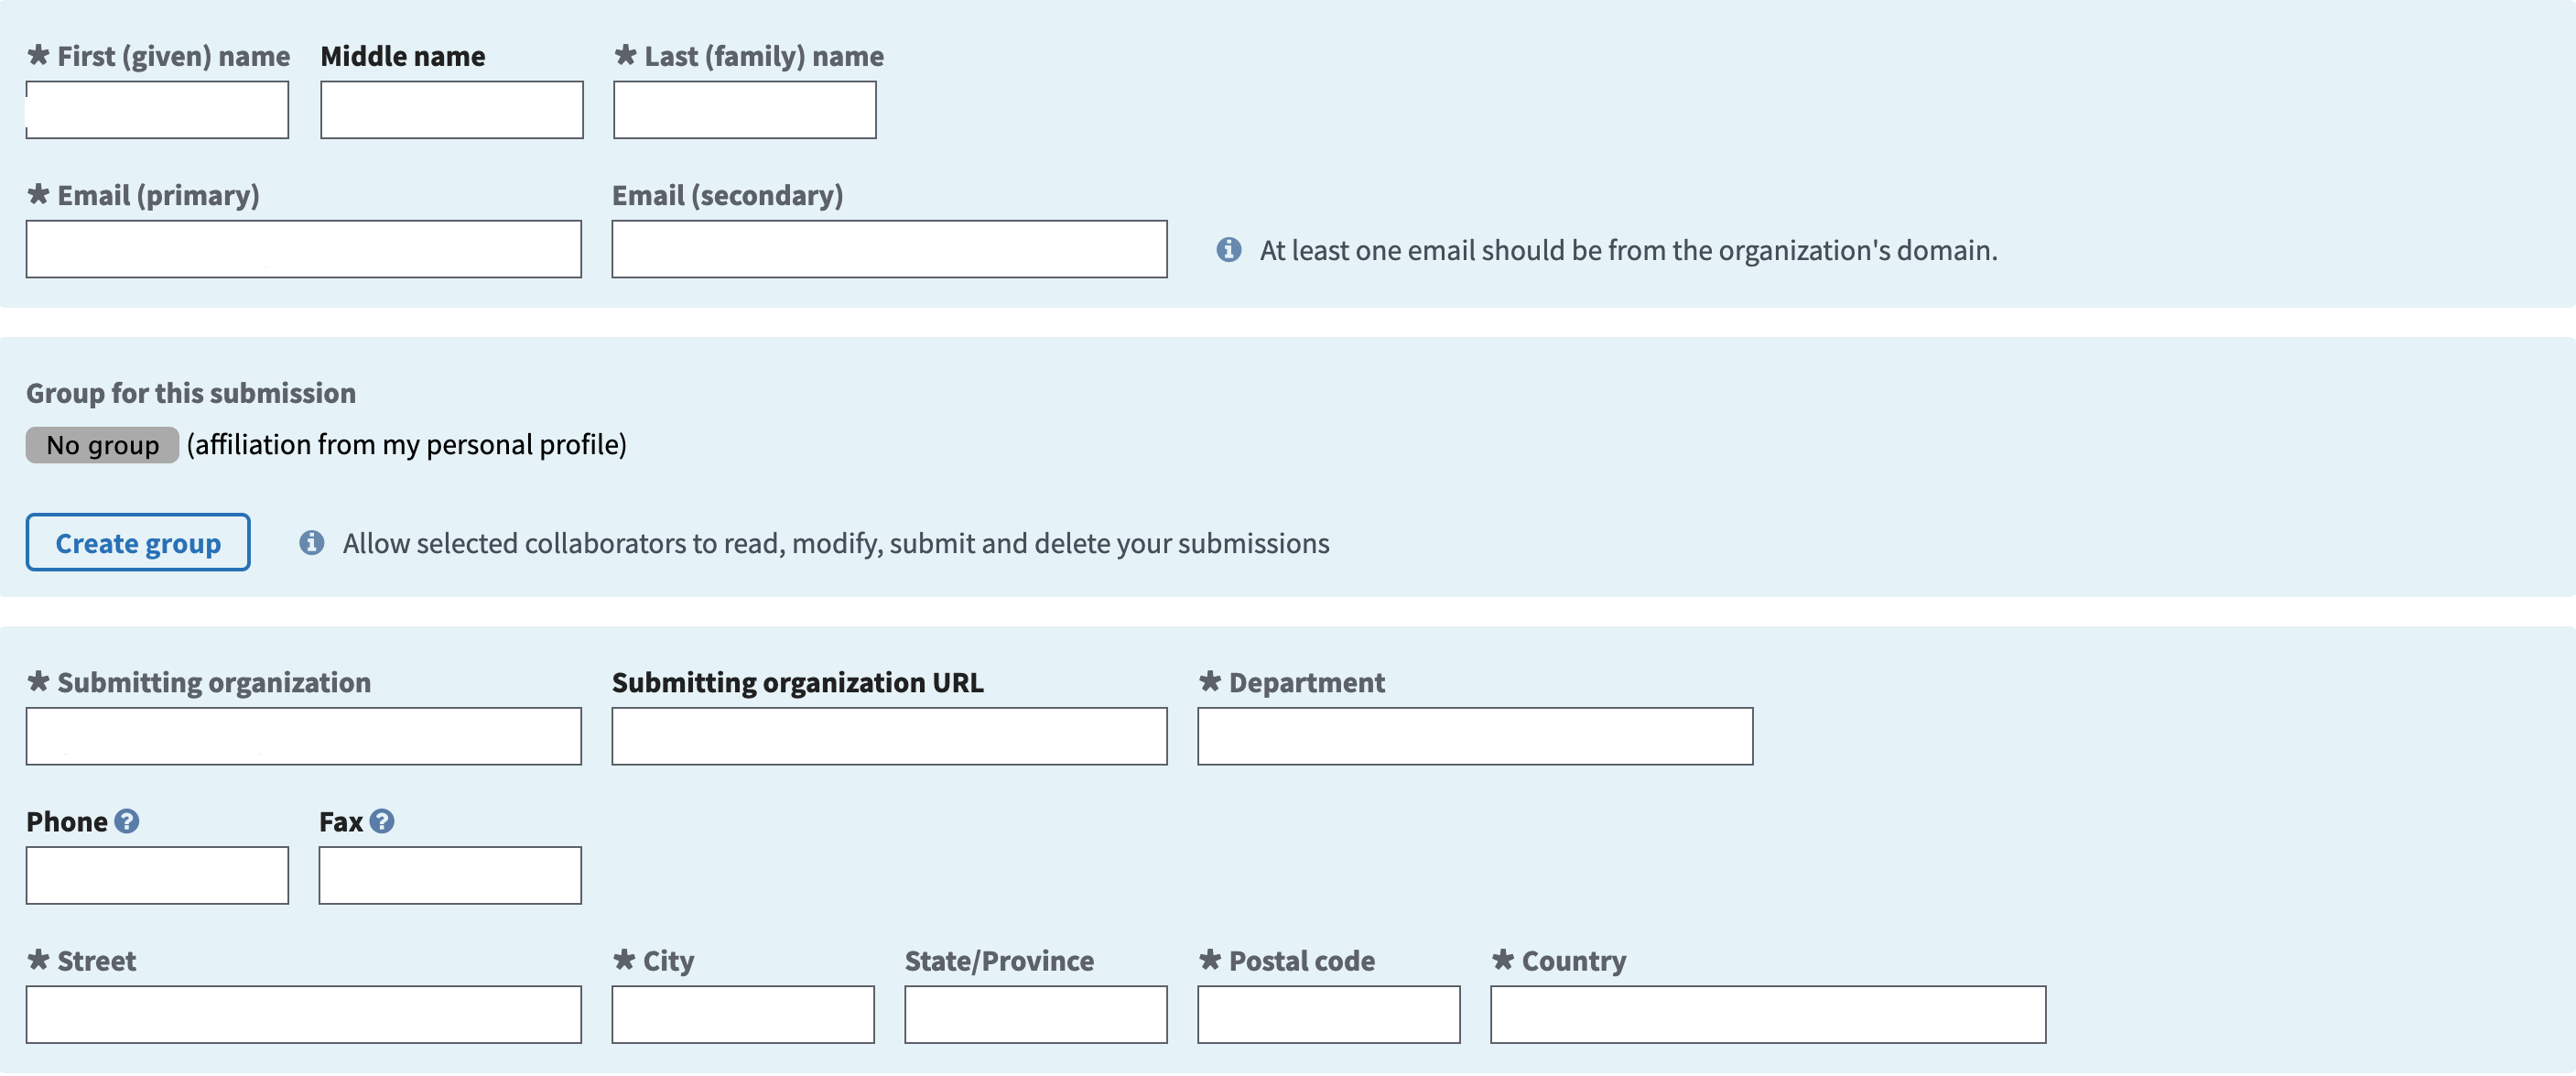 * First (given) name Middle name * Last (family) name
* Email (primary) Email (secondary)
At least one email should be from the organization's domain.
Group for this submission
No group (affiliation from my personal profile)
Create group Allow selected collaborators to read, modify, submit and delete your submissions
* Submitting organization Submitting organization URL * Department
Phone ? Fax ?
* Street * City State/Province * Postal code * Country